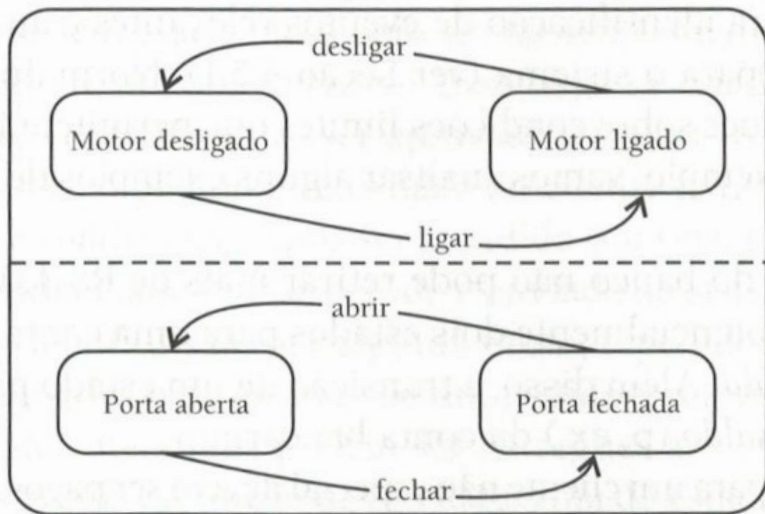 desligar
Motor desligado
Motor ligado
ligar
abrir
Porta aberta
Porta fechada
fechar